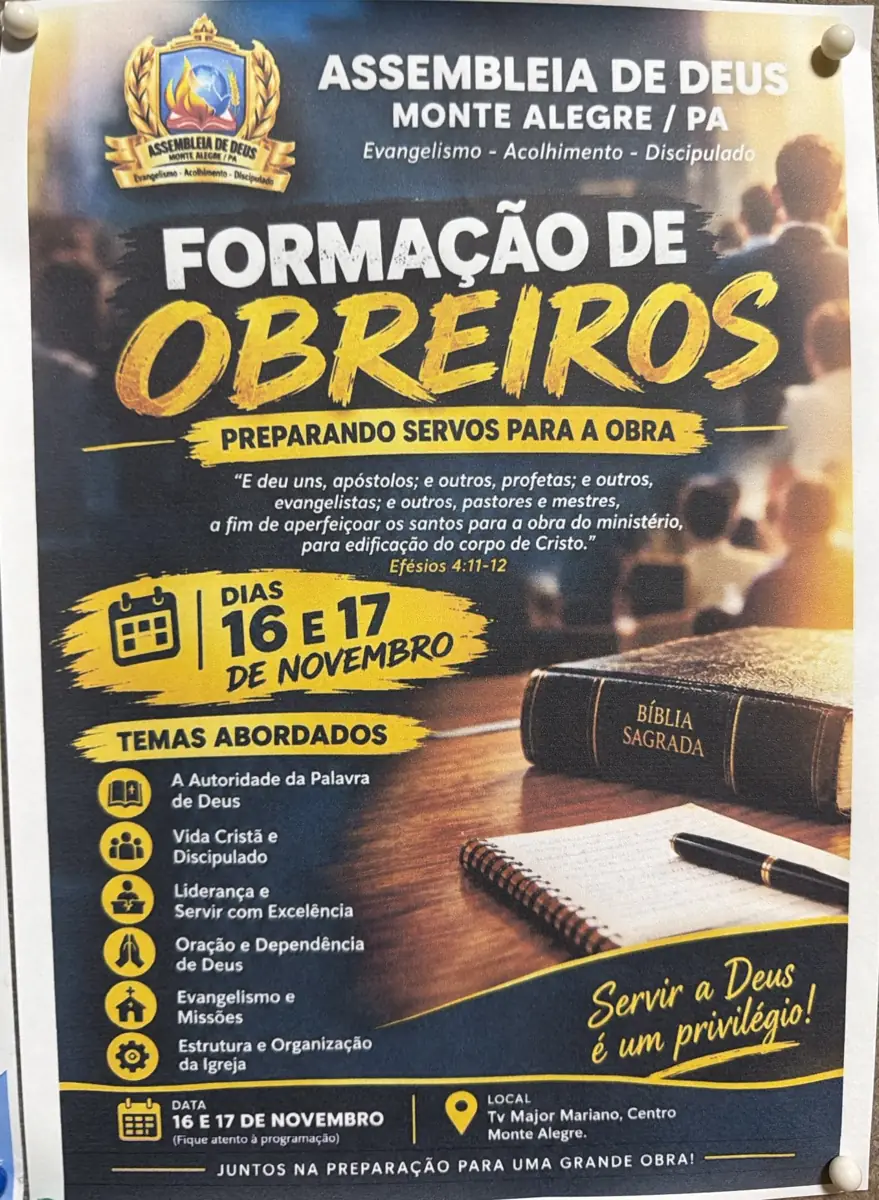 ASSEMBLEIA DE DEUS
MONTE ALEGRE / PA
Evangelismo - Acolhimento - Discipulado
ASSEMBLEIA DE DEUS
MONTE ALEGRE / PA
Evangelismo - Acolhimento - Discipulado
FORMAÇÃO DE
OBREIROS
PREPARANDO SERVOS PARA A OBRA
“E deu uns, apóstolos; e outros, profetas; e outros,
evangelistas; e outros, pastores e mestres,
a fim de aperfeiçoar os santos para a obra do ministério,
para edificação do corpo de Cristo.”
Efésios 4:11-12
DIAS
16 E 17
DE NOVEMBRO
BÍBLIA
SAGRADA
TEMAS ABORDADOS
A Autoridade da Palavra
de Deus
Vida Cristã e
Discipulado
Liderança e
Servir com Excelência
Oração e Dependência
de Deus
Evangelismo e
Missões
Estrutura e Organização
da Igreja
Servir a Deus
é um privilégio!
DATA
16 E 17 DE NOVEMBRO
(Fique atento à programação)
LOCAL
Tv Major Mariano, Centro
Monte Alegre.
JUNTOS NA PREPARAÇÃO PARA UMA GRANDE OBRA!